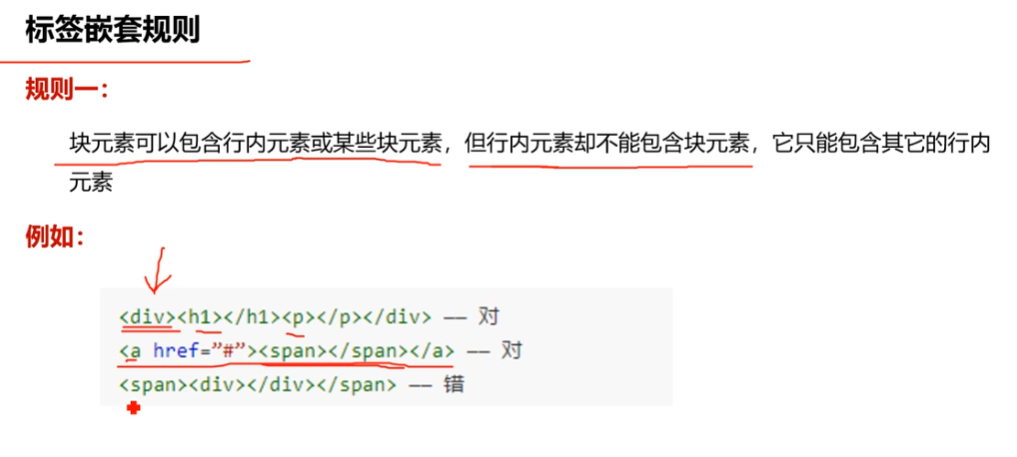 标签嵌套规则
规则一：
块元素可以包含行内元素或某些块元素，但行内元素却不能包含块元素，它只能包含其它的行内
元素
例如：
<div><h1></h1><p></p></div> —— 对
<a href=”#”><span></span></a> —— 对
<span><div></div></span> —— 错